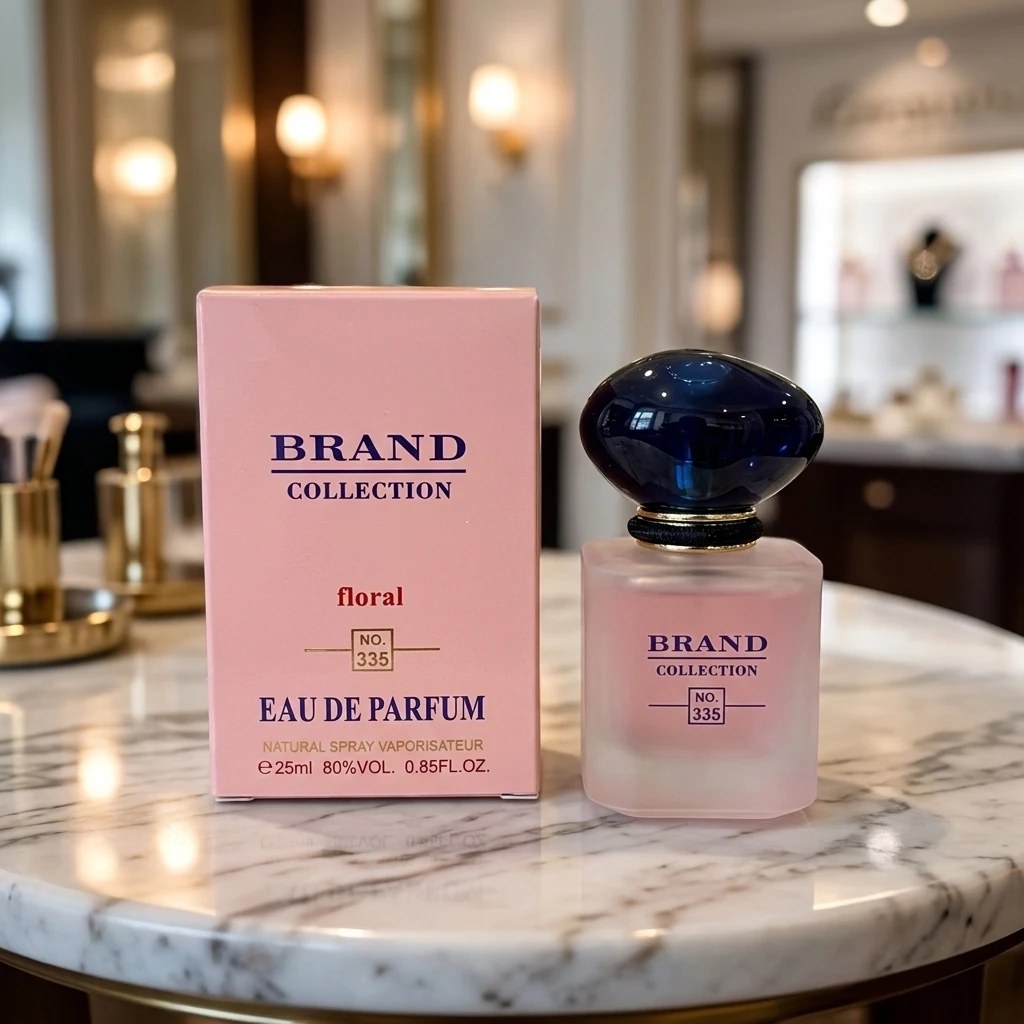 BRAND
COLLECTION
floral
NO.
335
EAU DE PARFUM
NATURAL SPRAY VAPORISATEUR
℮25ml 80%VOL. 0.85FL.OZ.
BRAND
COLLECTION
NO.
335